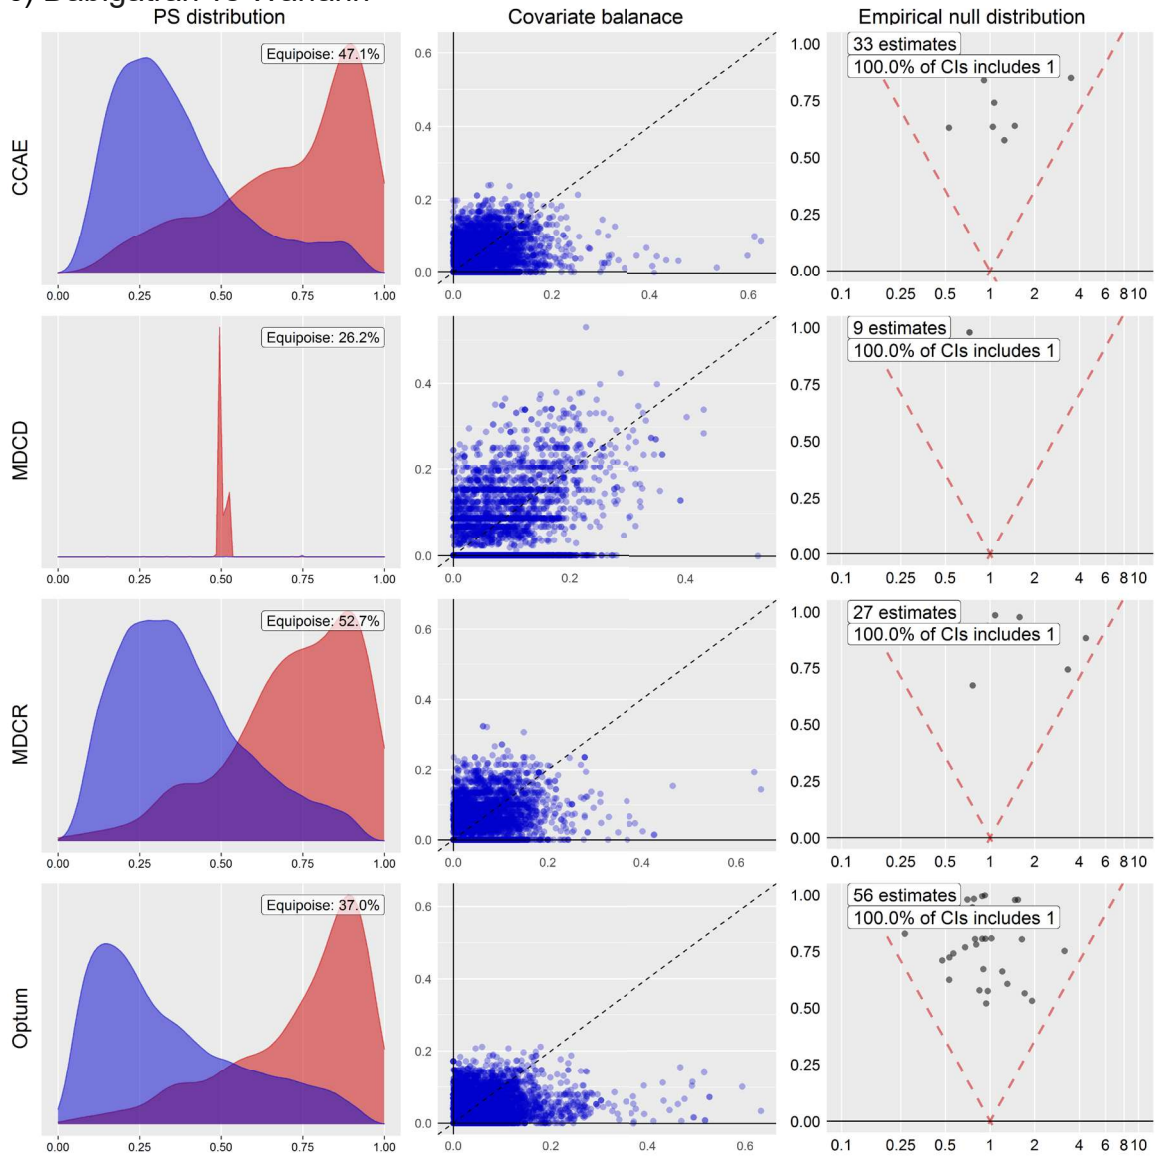 PS distribution
Covariate balanace
Empirical null distribution
CCAE
Equipoise: 47.1%
0.00 0.25 0.50 0.75 1.00
0.6
0.4
0.2
0.0
0.0 0.2 0.4 0.6
33 estimates
100.0% of CIs includes 1
1.00
0.75
0.50
0.25
0.00
0.1 0.25 0.5 1 2 4 6 8 10
MDCD
Equipoise: 26.2%
0.00 0.25 0.50 0.75 1.00
0.4
0.2
0.0
0.0 0.2 0.4
9 estimates
100.0% of CIs includes 1
1.00
0.75
0.50
0.25
0.00
0.1 0.25 0.5 1 2 4 6 8 10
MDCR
Equipoise: 52.7%
0.00 0.25 0.50 0.75 1.00
0.6
0.4
0.2
0.0
0.0 0.2 0.4 0.6
27 estimates
100.0% of CIs includes 1
1.00
0.75
0.50
0.25
0.00
0.1 0.25 0.5 1 2 4 6 8 10
Optum
Equipoise: 37.0%
0.00 0.25 0.50 0.75 1.00
0.6
0.4
0.2
0.0
0.0 0.2 0.4 0.6
56 estimates
100.0% of CIs includes 1
1.00
0.75
0.50
0.25
0.00
0.1 0.25 0.5 1 2 4 6 8 10